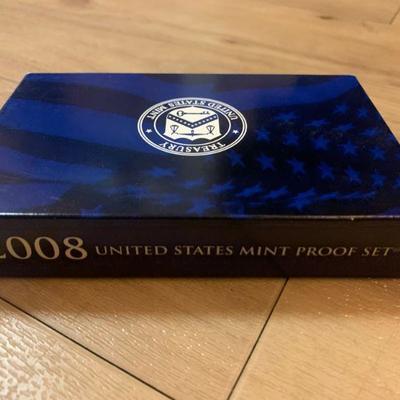 UNITED STATES MINT
TREASURY
2008 UNITED STATES MINT PROOF SET